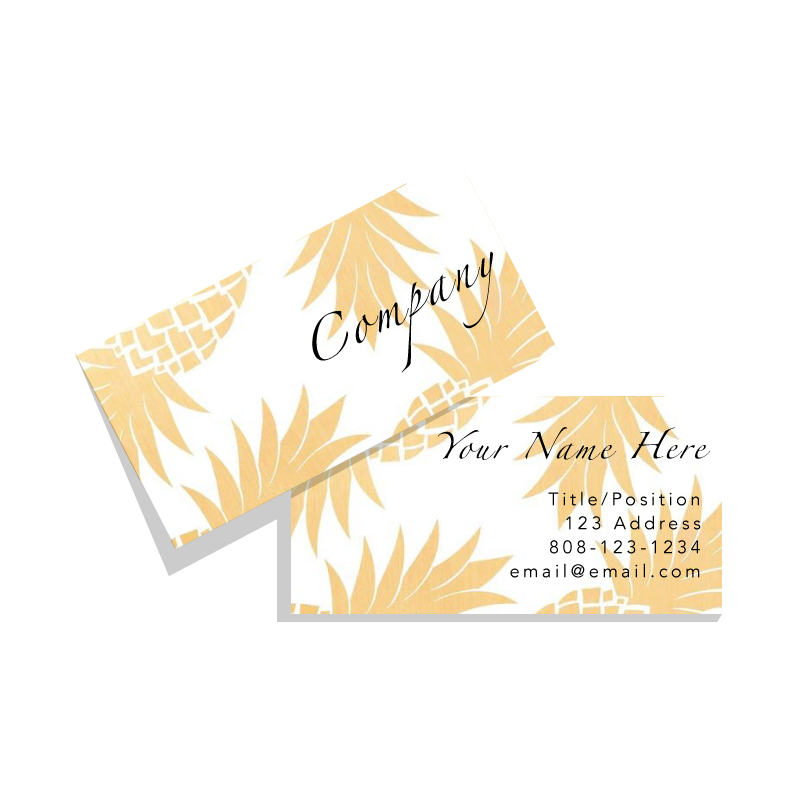 Company
Your Name Here
Title/Position
123 Address
808-123-1234
email@email.com